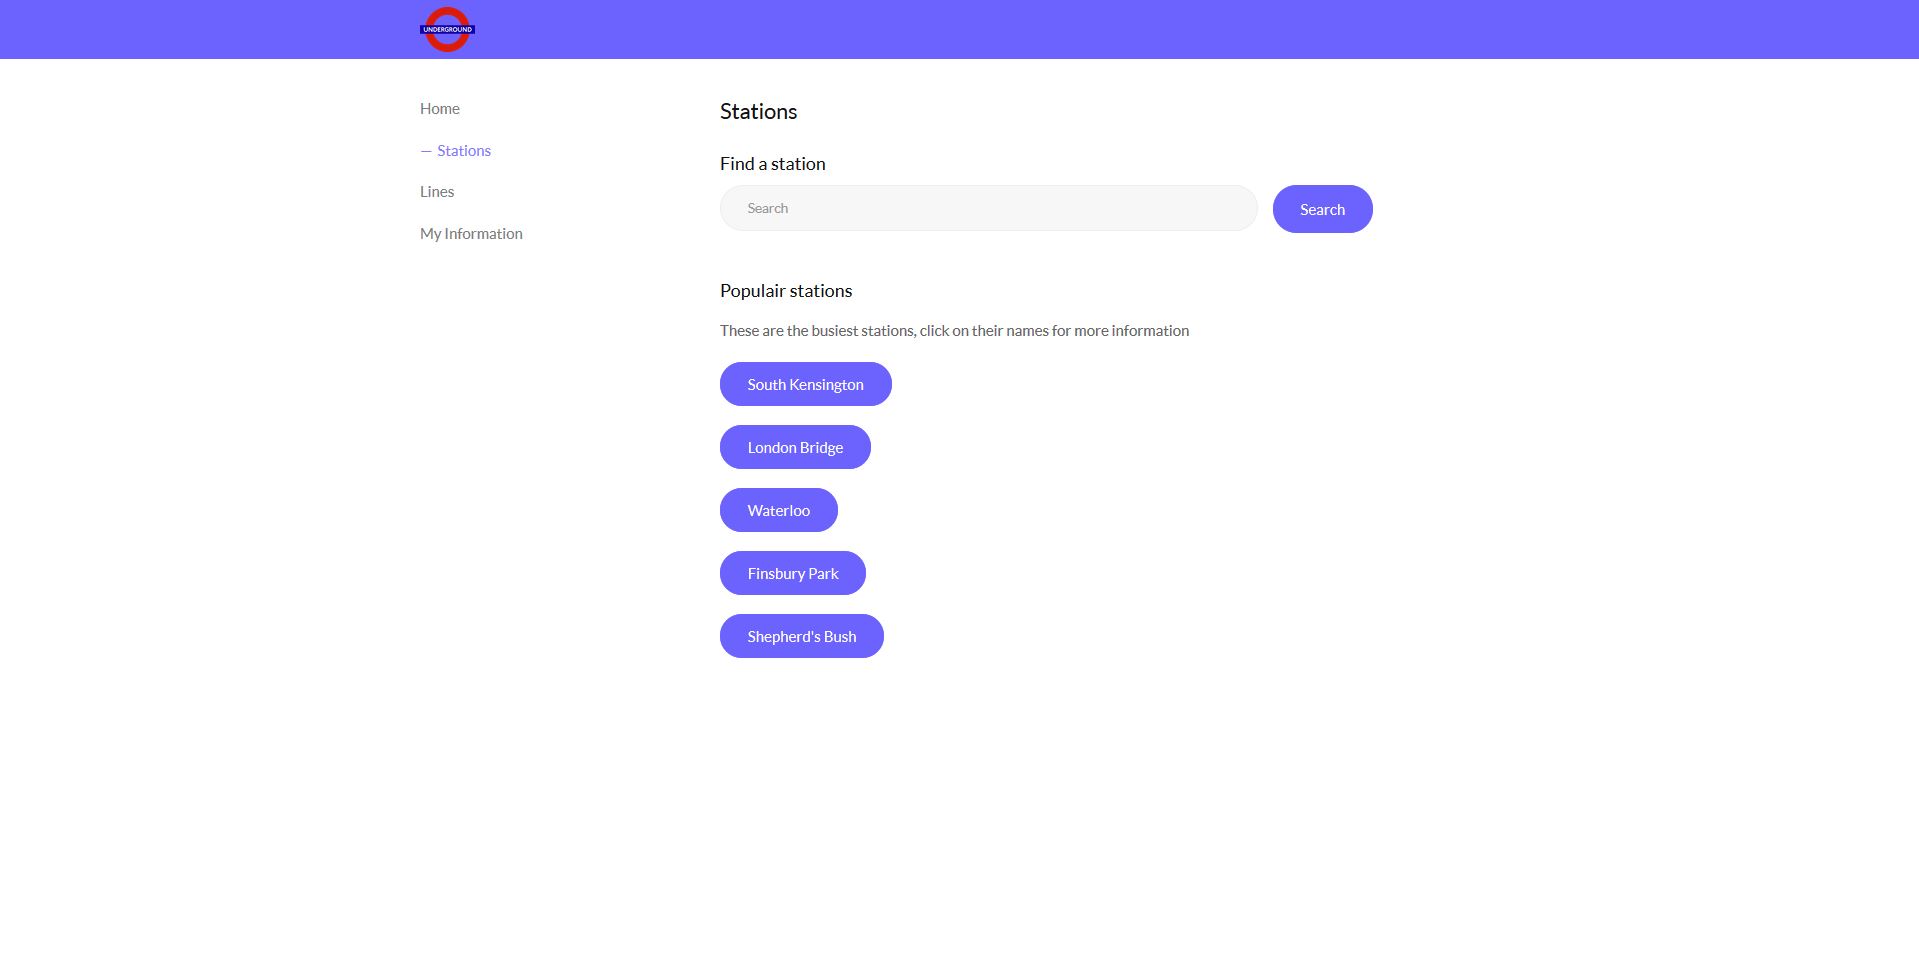 UNDERGROUND
Home
— Stations
Lines
My Information
Stations
Find a station
Search
Search
Populair stations
These are the busiest stations, click on their names for more information
South Kensington
London Bridge
Waterloo
Finsbury Park
Shepherd's Bush